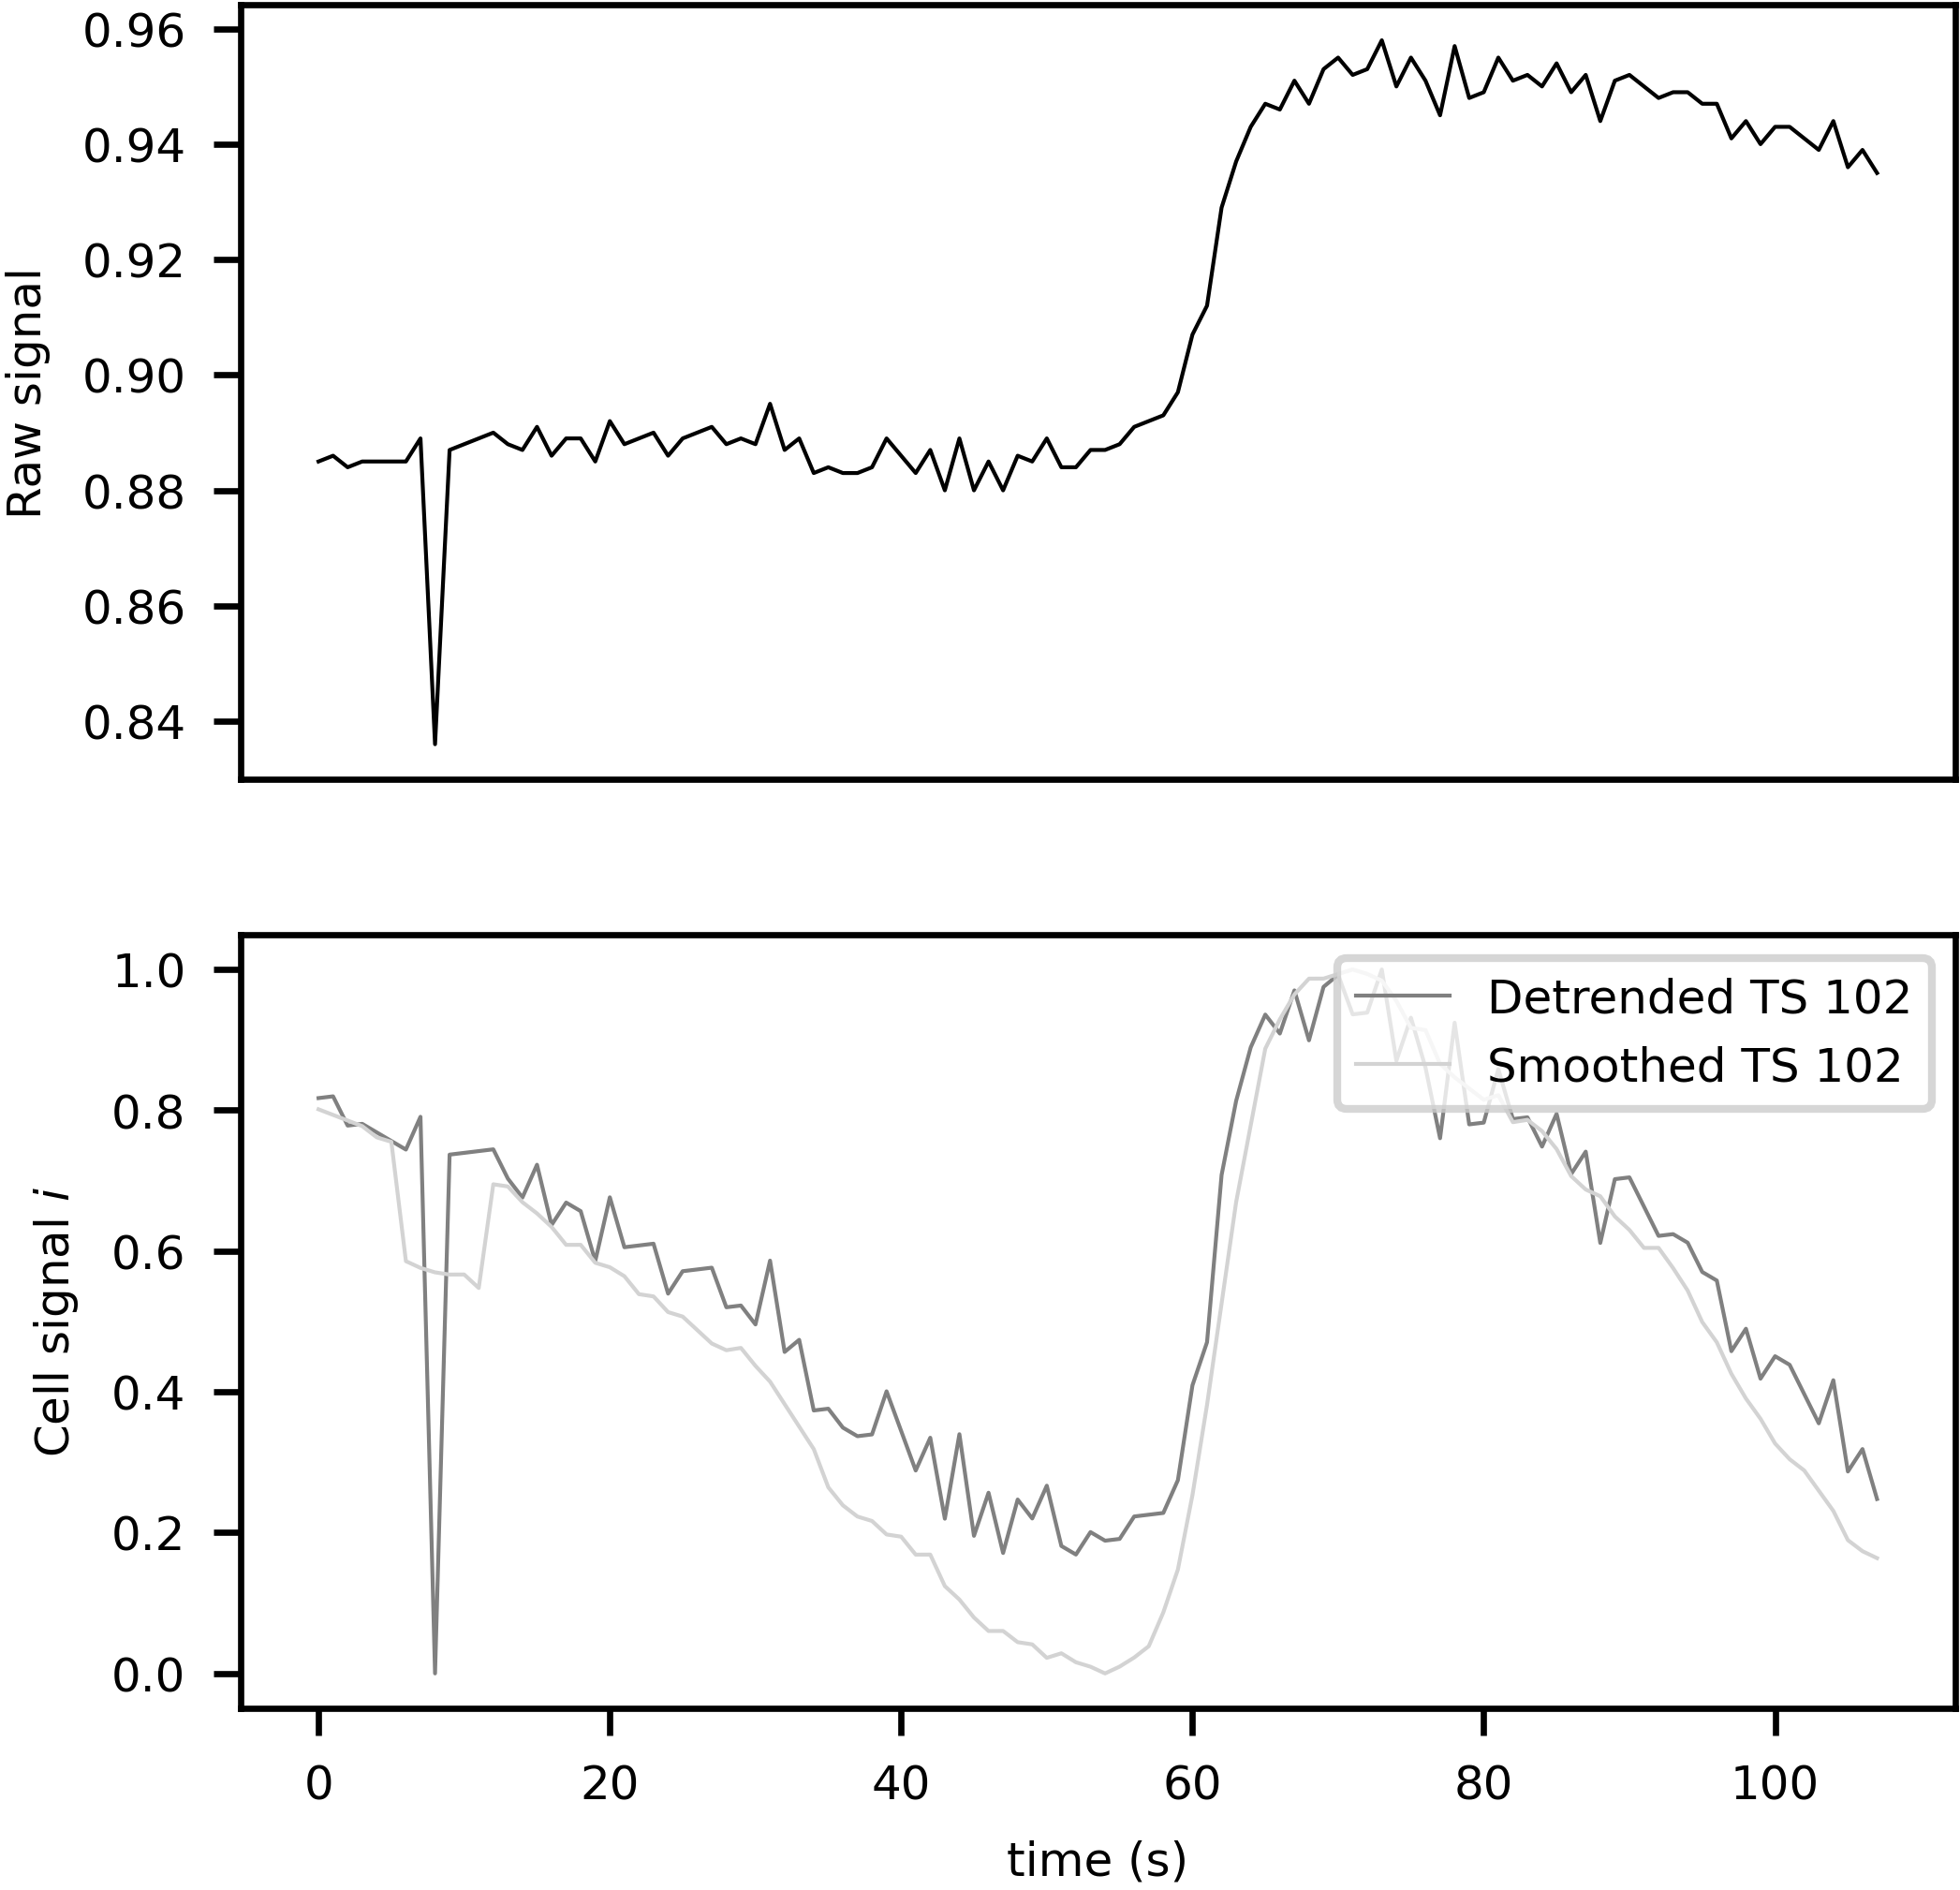 0.96
0.94
0.92
0.90
0.88
0.86
0.84
Raw signal
1.0
0.8
0.6
0.4
0.2
0.0
Cell signal i
Detrended TS 102
Smoothed TS 102
0 20 40 60 80 100
time (s)